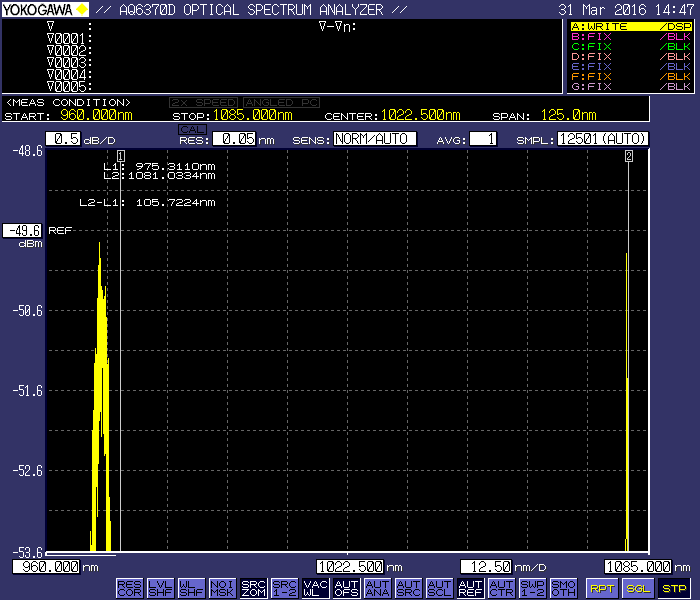 YOKOGAWA // AQ6370D OPTICAL SPECTRUM ANALYZER // 31 Mar 2016 14:47
∇ : ∇-∇n:
∇0001:
∇0002:
∇0003:
∇0004:
∇0005:
A:WRITE /DSP
B:FIX /BLK
C:FIX /BLK
D:FIX /BLK
E:FIX /BLK
F:FIX /BLK
G:FIX /BLK
<MEAS CONDITION> 2x SPEED ANGLED PC
START: 960.000nm STOP:1085.000nm CENTER:1022.500nm SPAN: 125.0nm
CAL
0.5 dB/D RES: 0.05 nm SENS: NORM/AUTO AVG: 1 SMPL: 12501(AUTO)
-48.6
1 2
L1: 975.3110nm
L2:1081.0334nm
L2-L1: 105.7224nm
-49.6 REF
dBm
-50.6
-51.6
-52.6
-53.6
960.000 nm 1022.500 nm 12.50 nm/D 1085.000 nm
RES COR LVL SHF WL SHF NOI MSK SRC ZOM SRC 1-2 VAC WL AUT OFS AUT ANA AUT SRC AUT SCL AUT REF AUT CTR SWP 1-2 SMO OTH RPT SGL STP